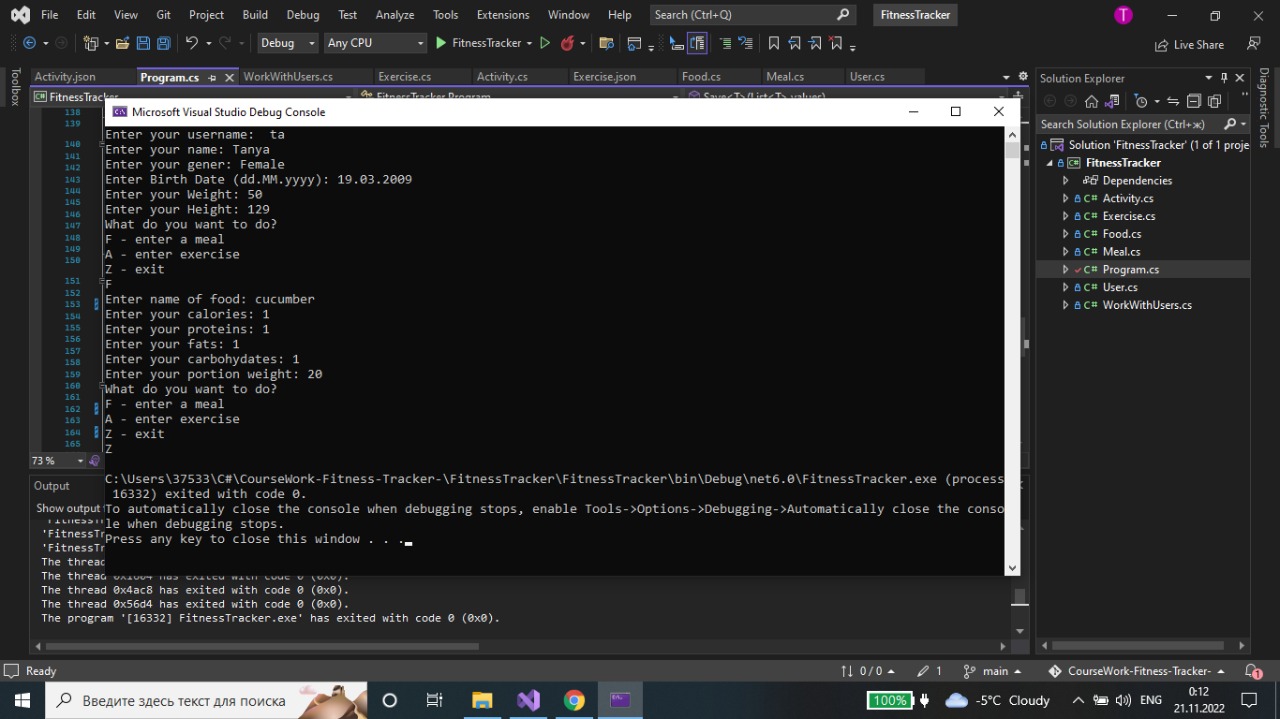 File Edit View Git Project Build Debug Test Analyze Tools Extensions Window Help Search (Ctrl+Q) FitnessTracker T
Debug Any CPU FitnessTracker Live Share
Toolbox
Activity.json Program.cs WorkWithUsers.cs Exercise.cs Activity.cs Exercise.json Food.cs Meal.cs User.cs
FitnessTracker FitnessTracker.Program Save<T>(List<T> values)
138
139
140
141
142
143
144
145
146
147
148
149
150
151
152
153
154
155
156
157
158
159
160
161
162
163
164
165
73 %
Microsoft Visual Studio Debug Console
Enter your username:  ta
Enter your name: Tanya
Enter your gener: Female
Enter Birth Date (dd.MM.yyyy): 19.03.2009
Enter your Weight: 50
Enter your Height: 129
What do you want to do?
F - enter a meal
A - enter exercise
Z - exit
F
Enter name of food: cucumber
Enter your calories: 1
Enter your proteins: 1
Enter your fats: 1
Enter your carbohydates: 1
Enter your portion weight: 20
What do you want to do?
F - enter a meal
A - enter exercise
Z - exit
Z
C:\Users\37533\C#\CourseWork-Fitness-Tracker-\FitnessTracker\FitnessTracker\bin\Debug\net6.0\FitnessTracker.exe (process
 16332) exited with code 0.
To automatically close the console when debugging stops, enable Tools->Options->Debugging->Automatically close the conso
le when debugging stops.
Press any key to close this window . . .
Output
Show output
'FitnessTr
'FitnessTr
The thread
The thread 0x1604 has exited with code 0 (0x0).
The thread 0x4ac8 has exited with code 0 (0x0).
The thread 0x56d4 has exited with code 0 (0x0).
The program '[16332] FitnessTracker.exe' has exited with code 0 (0x0).
Solution Explorer
Search Solution Explorer (Ctrl+ж)
Solution 'FitnessTracker' (1 of 1 proje
FitnessTracker
Dependencies
C# Activity.cs
C# Exercise.cs
C# Food.cs
C# Meal.cs
C# Program.cs
C# User.cs
C# WorkWithUsers.cs
Diagnostic Tools
Ready 0 / 0 1 main CourseWork-Fitness-Tracker- 1
Введите здесь текст для поиска 100% -5°C Cloudy ENG 0:12
21.11.2022